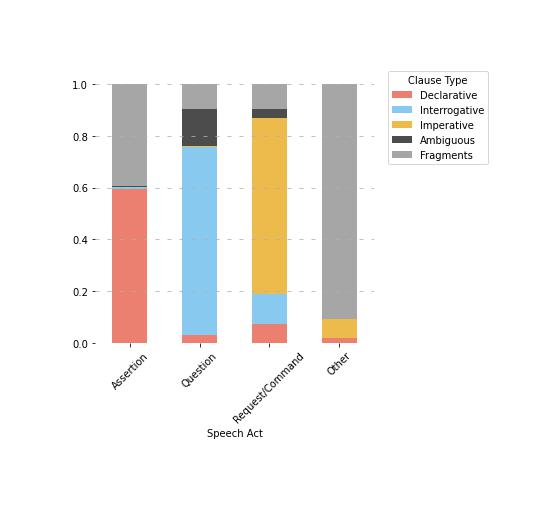 Clause Type
Declarative
Interrogative
Imperative
Ambiguous
Fragments
1.0
0.8
0.6
0.4
0.2
0.0
Assertion
Question
Request/Command
Other
Speech Act